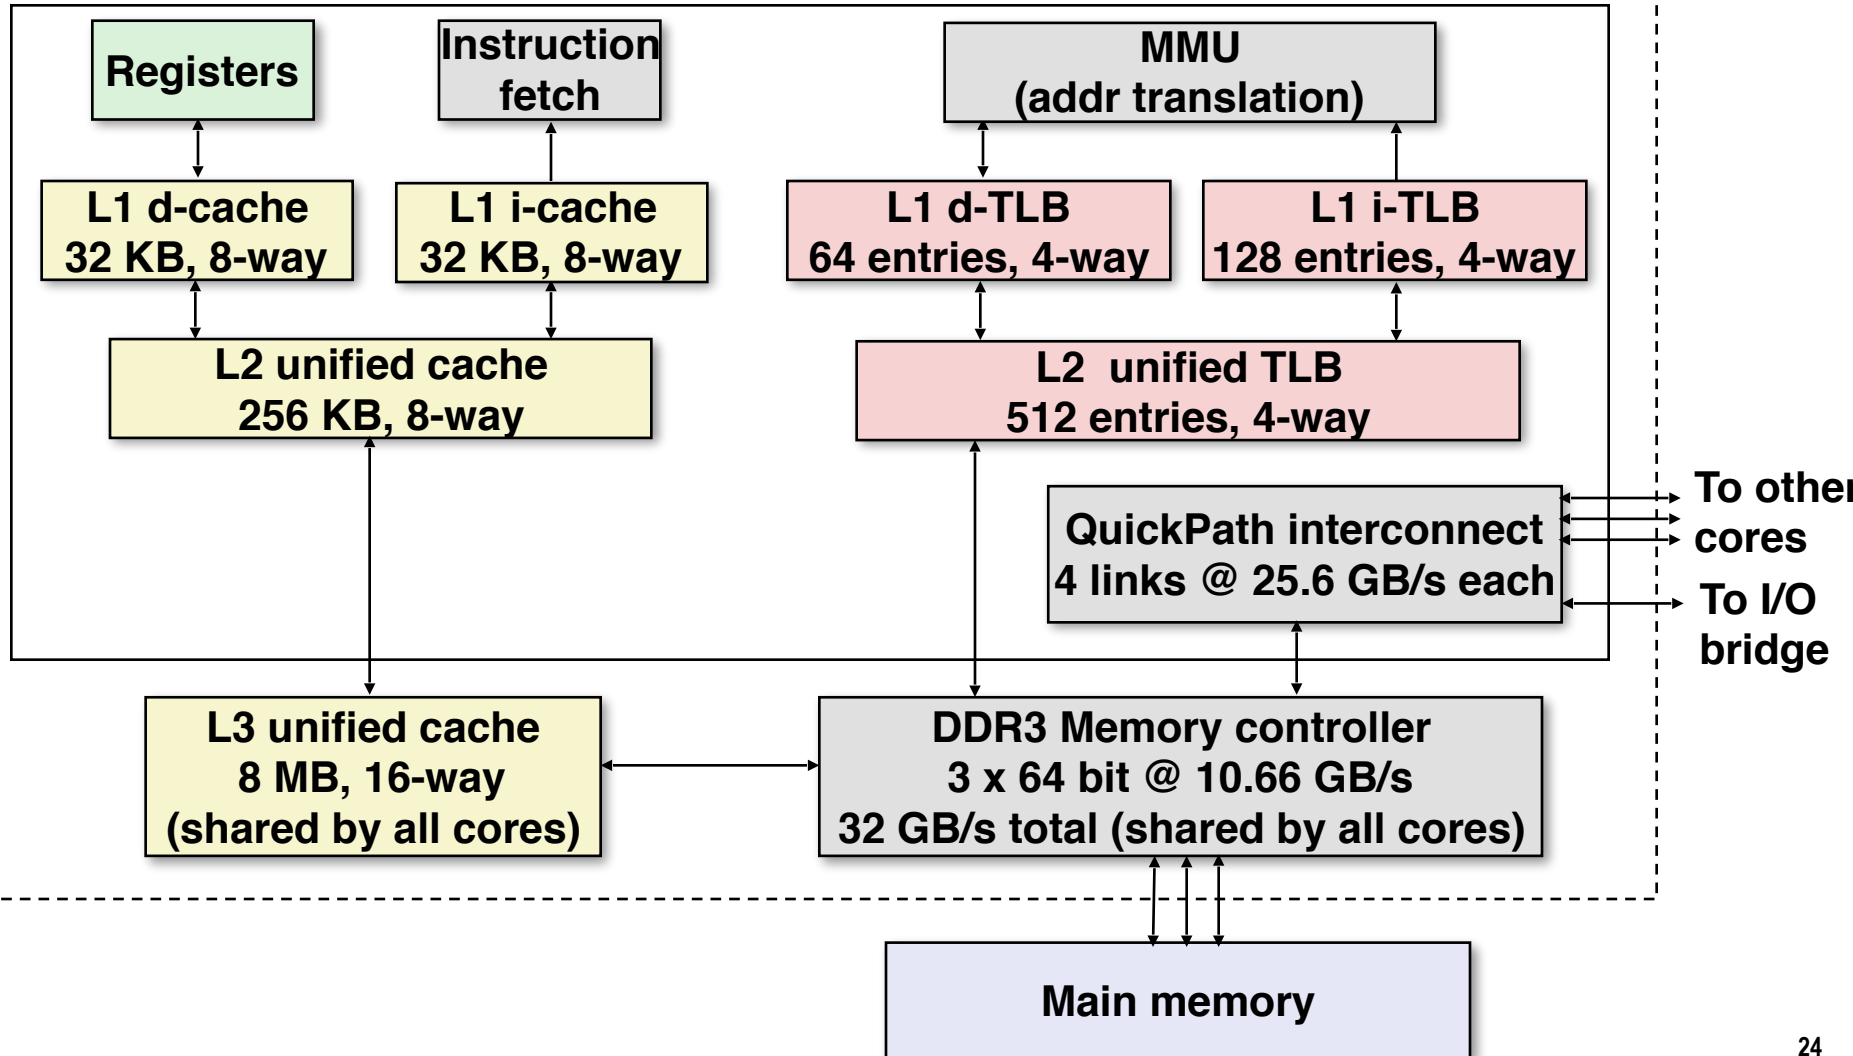 Registers
Instruction
fetch
MMU
(addr translation)
L1 d-cache
32 KB, 8-way
L1 i-cache
32 KB, 8-way
L1 d-TLB
64 entries, 4-way
L1 i-TLB
128 entries, 4-way
L2 unified cache
256 KB, 8-way
L2  unified TLB
512 entries, 4-way
QuickPath interconnect
4 links @ 25.6 GB/s each
To other
cores
To I/O
bridge
L3 unified cache
8 MB, 16-way
(shared by all cores)
DDR3 Memory controller
3 x 64 bit @ 10.66 GB/s
32 GB/s total (shared by all cores)
Main memory
24